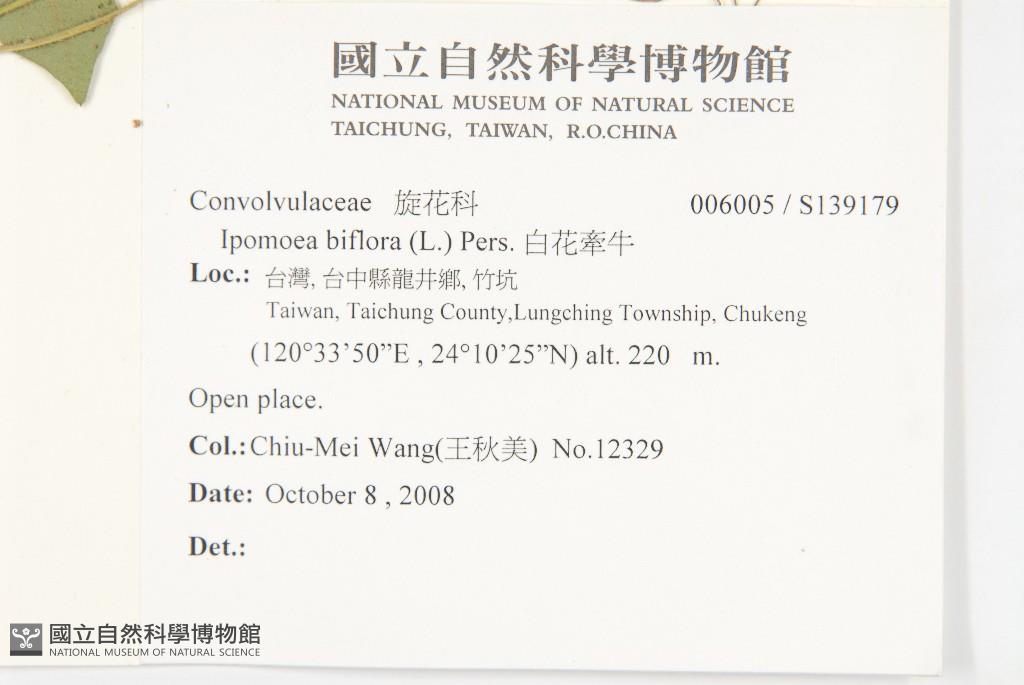 國立自然科學博物館
NATIONAL MUSEUM OF NATURAL SCIENCE
TAICHUNG, TAIWAN, R.O.CHINA
Convolvulaceae 旋花科 006005 / S139179
Ipomoea biflora (L.) Pers. 白花牽牛
Loc.: 台灣, 台中縣龍井鄉, 竹坑
Taiwan, Taichung County,Lungching Township, Chukeng
(120°33’50”E , 24°10’25”N) alt. 220 m.
Open place.
Col.: Chiu-Mei Wang(王秋美) No.12329
Date: October 8 , 2008
Det.:
國立自然科學博物館
NATIONAL MUSEUM OF NATURAL SCIENCE